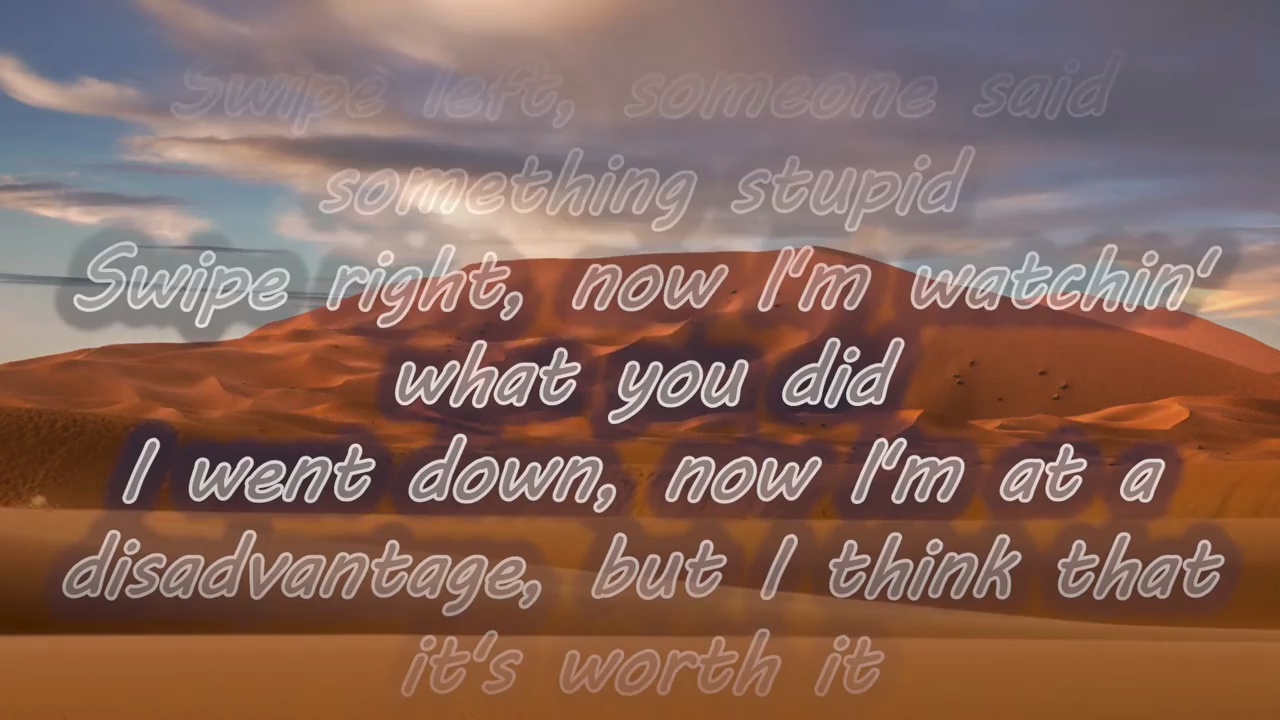 Swipe left, someone said
something stupid
Swipe right, now I'm watchin'
what you did
I went down, now I'm at a
disadvantage, but I think that
it's worth it